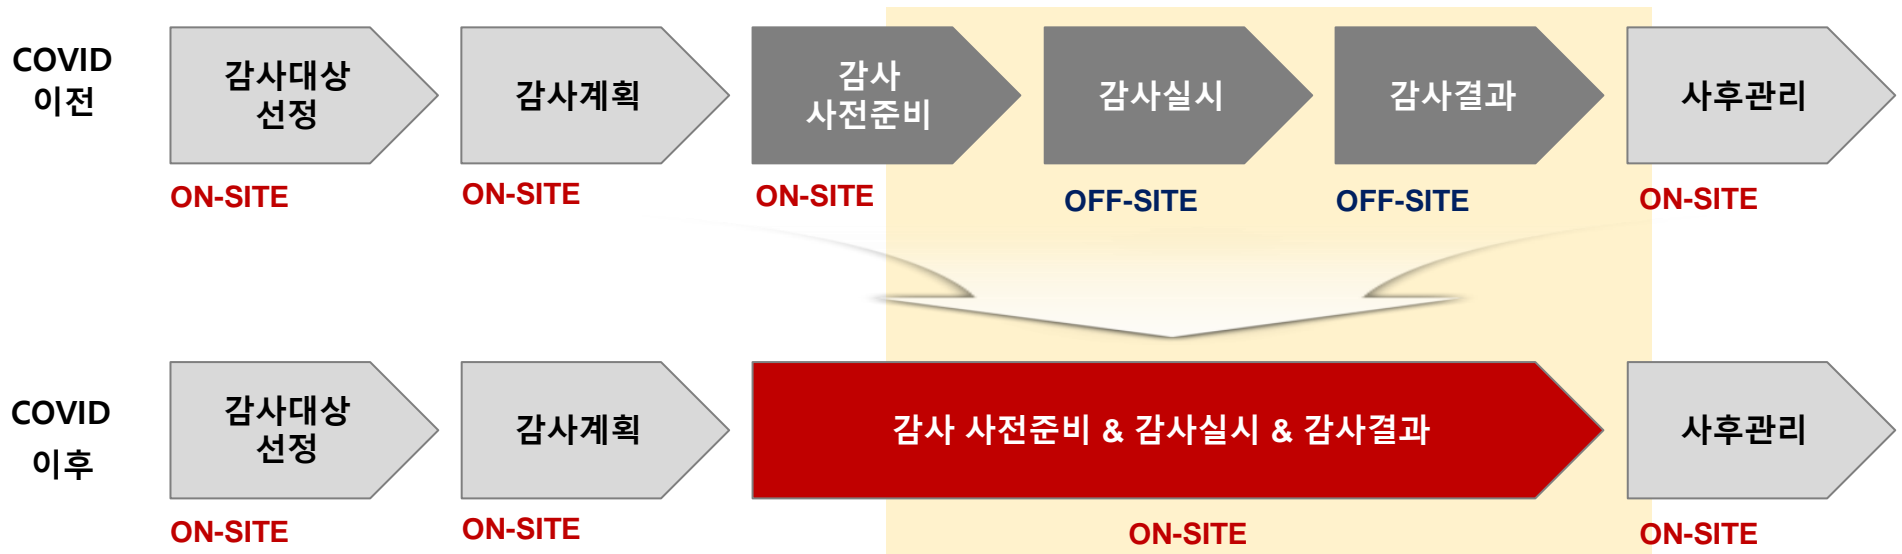 COVID
이전
감사대상
선정
감사계획
감사
사전준비
감사실시
감사결과
사후관리
ON-SITE
ON-SITE
ON-SITE
OFF-SITE
OFF-SITE
ON-SITE
COVID
이후
감사대상
선정
감사계획
감사 사전준비 & 감사실시 & 감사결과
사후관리
ON-SITE
ON-SITE
ON-SITE
ON-SITE